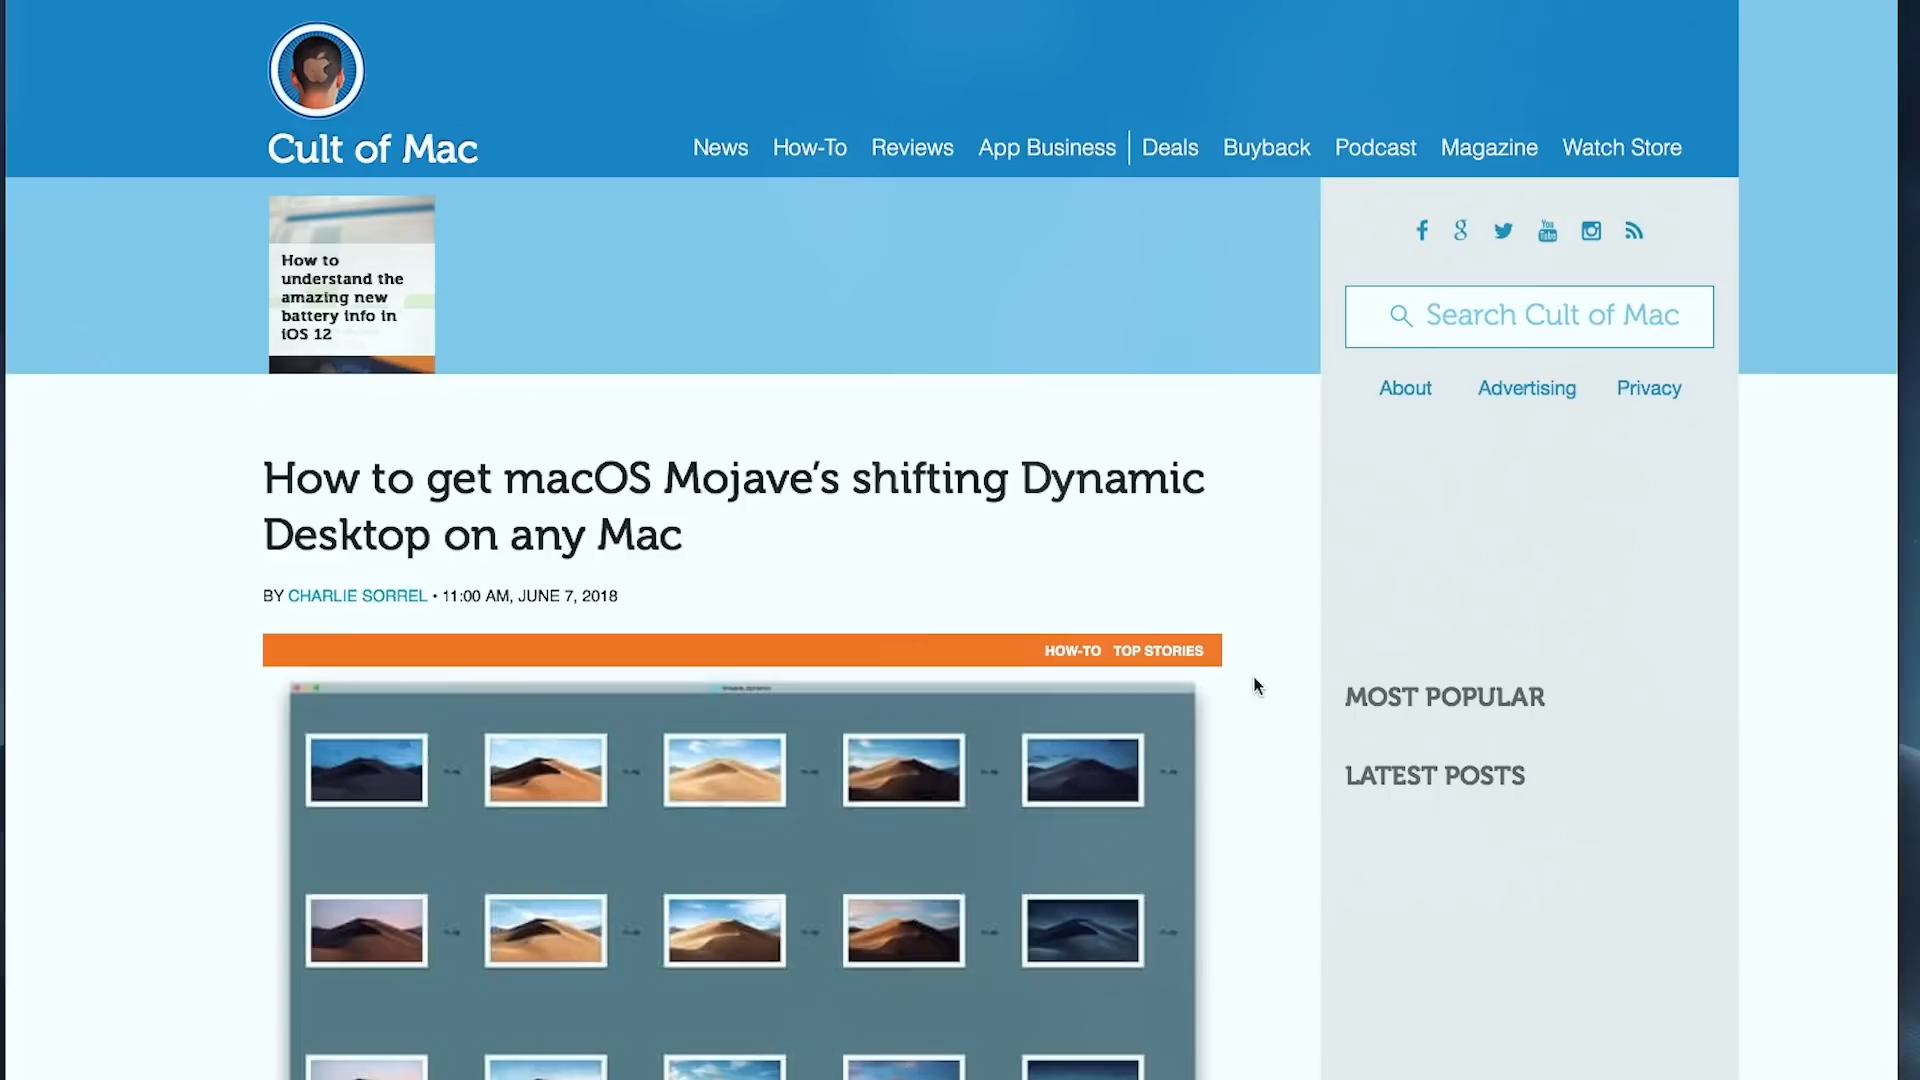 Cult of Mac
News How-To Reviews App Business Deals Buyback Podcast Magazine Watch Store
How to
understand the
amazing new
battery info in
iOS 12
You
Tube
Search Cult of Mac
About Advertising Privacy
How to get macOS Mojave’s shifting Dynamic
Desktop on any Mac
BY CHARLIE SORREL • 11:00 AM, JUNE 7, 2018
HOW-TO TOP STORIES
MOST POPULAR
LATEST POSTS